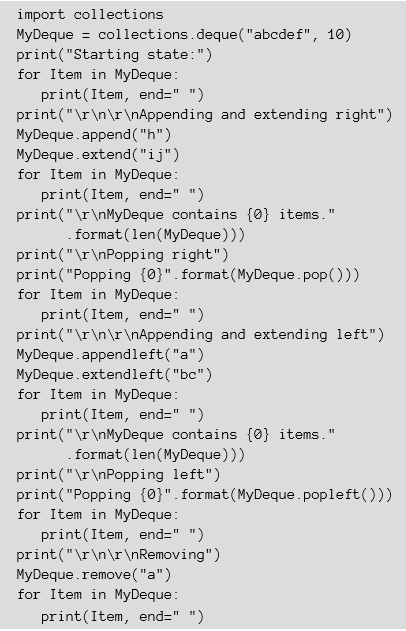 import collections
MyDeque = collections.deque("abcdef", 10)
print("Starting state:")
for Item in MyDeque:
   print(Item, end=" ")
print("\r\n\r\nAppending and extending right")
MyDeque.append("h")
MyDeque.extend("ij")
for Item in MyDeque:
   print(Item, end=" ")
print("\r\nMyDeque contains {0} items."
      .format(len(MyDeque)))
print("\r\nPopping right")
print("Popping {0}".format(MyDeque.pop()))
for Item in MyDeque:
   print(Item, end=" ")
print("\r\n\r\nAppending and extending left")
MyDeque.appendleft("a")
MyDeque.extendleft("bc")
for Item in MyDeque:
   print(Item, end=" ")
print("\r\nMyDeque contains {0} items."
      .format(len(MyDeque)))
print("\r\nPopping left")
print("Popping {0}".format(MyDeque.popleft()))
for Item in MyDeque:
   print(Item, end=" ")
print("\r\n\r\nRemoving")
MyDeque.remove("a")
for Item in MyDeque:
   print(Item, end=" ")